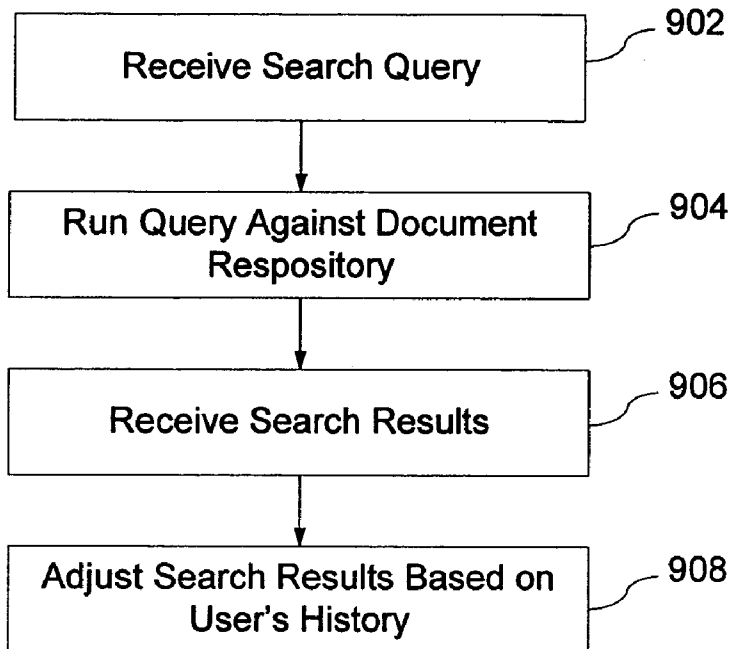 Receive Search Query
902
Run Query Against Document
Respository
904
Receive Search Results
906
Adjust Search Results Based on
User's History
908